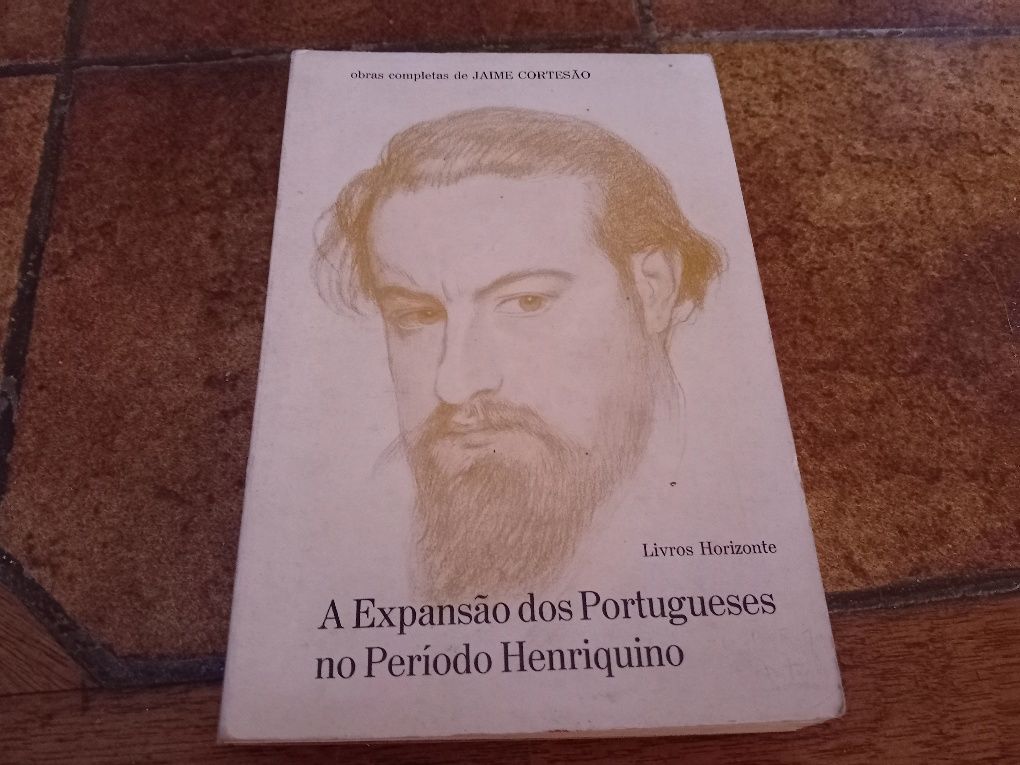 obras completas de JAIME CORTESÃO
Livros Horizonte
A Expansão dos Portugueses
no Período Henriquino